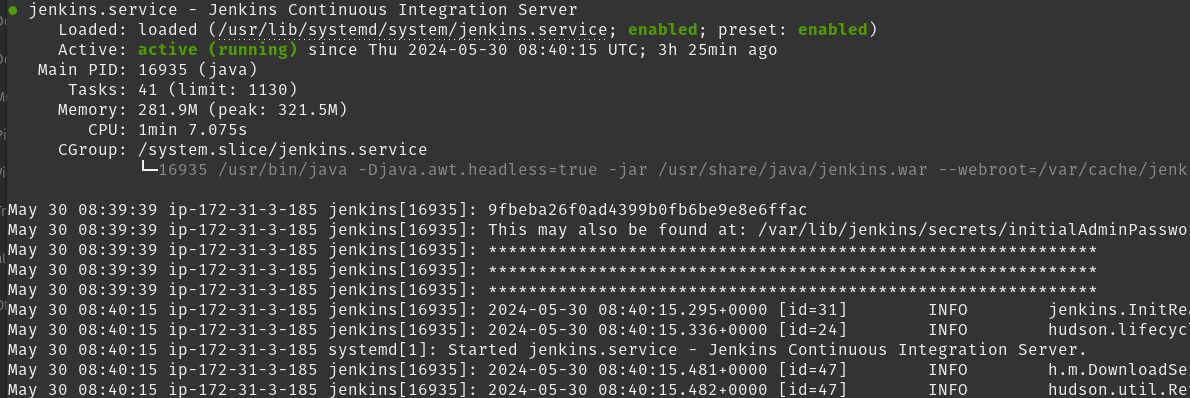 ● jenkins.service - Jenkins Continuous Integration Server
Loaded: loaded (/usr/lib/systemd/system/jenkins.service; enabled; preset: enabled)
Active: active (running) since Thu 2024-05-30 08:40:15 UTC; 3h 25min ago
Main PID: 16935 (java)
Tasks: 41 (limit: 1130)
Memory: 281.9M (peak: 321.5M)
CPU: 1min 7.075s
CGroup: /system.slice/jenkins.service
└─16935 /usr/bin/java -Djava.awt.headless=true -jar /usr/share/java/jenkins.war --webroot=/var/cache/jenk
May 30 08:39:39 ip-172-31-3-185 jenkins[16935]: 9fbeba26f0ad4399b0fb6be9e8e6ffac
May 30 08:39:39 ip-172-31-3-185 jenkins[16935]: This may also be found at: /var/lib/jenkins/secrets/initialAdminPasswo
May 30 08:39:39 ip-172-31-3-185 jenkins[16935]: *************************************************************
May 30 08:39:39 ip-172-31-3-185 jenkins[16935]: *************************************************************
May 30 08:39:39 ip-172-31-3-185 jenkins[16935]: *************************************************************
May 30 08:40:15 ip-172-31-3-185 jenkins[16935]: 2024-05-30 08:40:15.295+0000 [id=31] INFO jenkins.InitRe
May 30 08:40:15 ip-172-31-3-185 jenkins[16935]: 2024-05-30 08:40:15.336+0000 [id=24] INFO hudson.lifecyc
May 30 08:40:15 ip-172-31-3-185 systemd[1]: Started jenkins.service - Jenkins Continuous Integration Server.
May 30 08:40:15 ip-172-31-3-185 jenkins[16935]: 2024-05-30 08:40:15.481+0000 [id=47] INFO h.m.DownloadSe
May 30 08:40:15 ip-172-31-3-185 jenkins[16935]: 2024-05-30 08:40:15.482+0000 [id=47] INFO hudson.util.Re